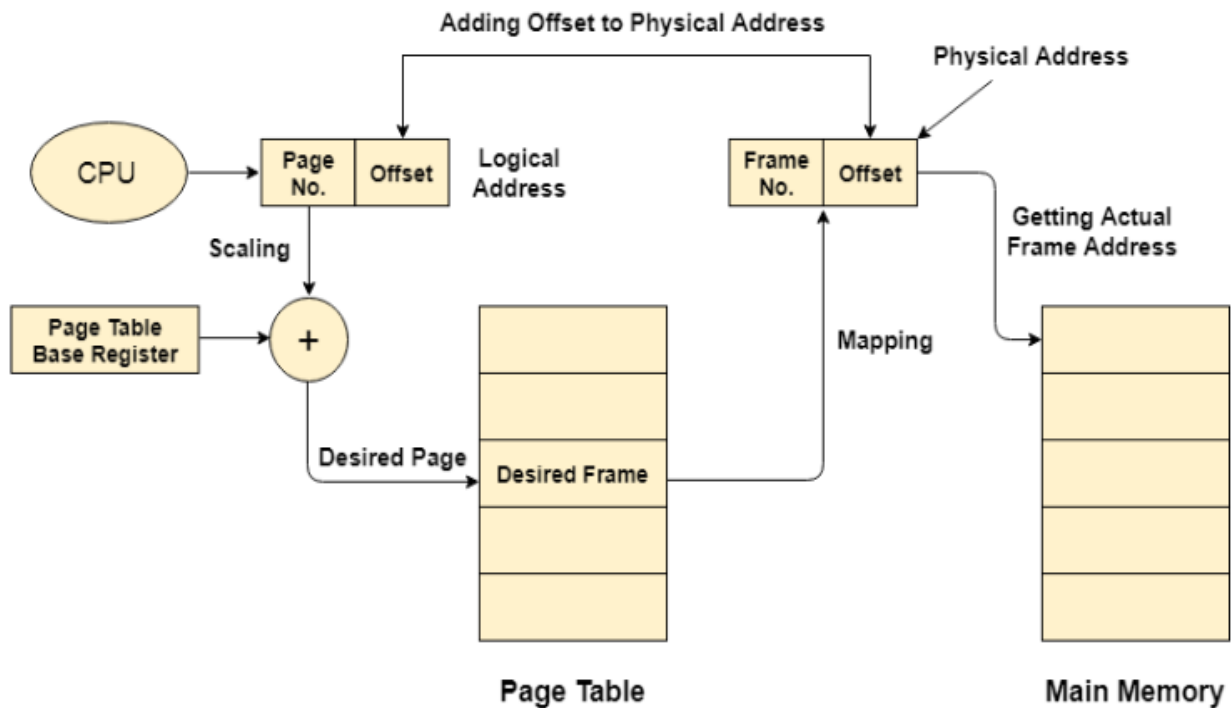 Adding Offset to Physical Address
Physical Address
CPU
Page
No.
Offset
Logical
Address
Frame
No.
Offset
Scaling
Getting Actual
Frame Address
Page Table
Base Register
+
Mapping
Desired Page
Desired Frame
Page Table
Main Memory